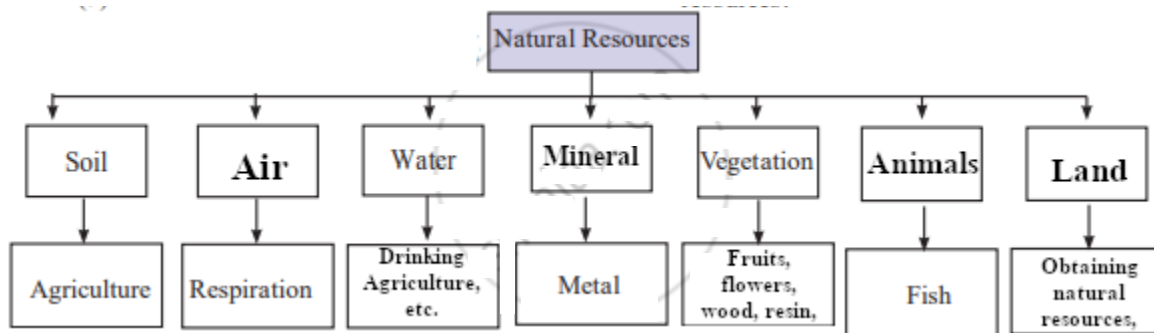 Natural Resources
Soil
Air
Water
Mineral
Vegetation
Animals
Land
Agriculture
Respiration
Drinking
Agriculture,
etc.
Metal
Fruits,
flowers,
wood, resin,
Fish
Obtaining
natural
resources,